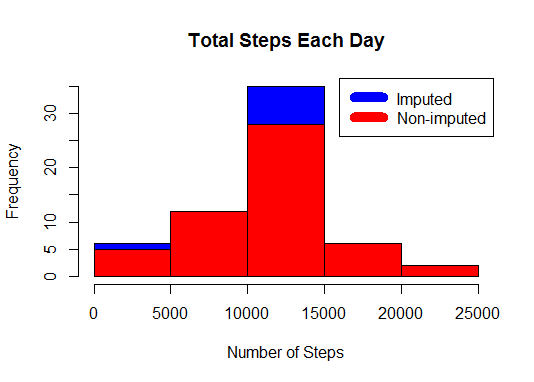 Total Steps Each Day
Imputed
Non-imputed
Frequency
30
20
10
5
0
0 5000 10000 15000 20000 25000
Number of Steps